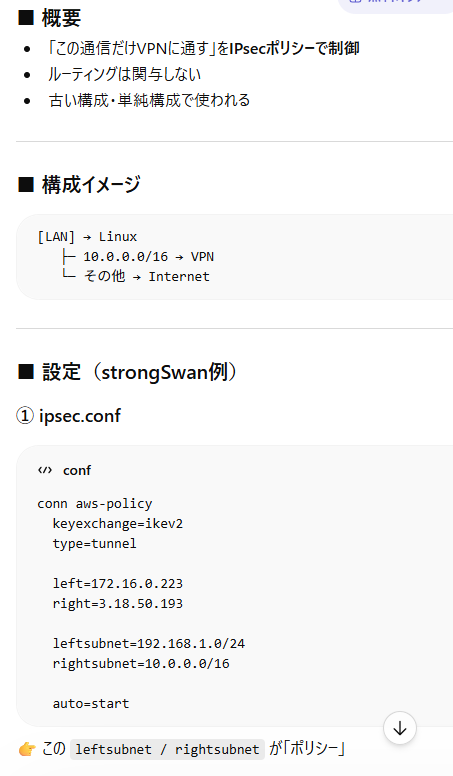 ■ 概要
• 「この通信だけVPNに通す」をIPsecポリシーで制御
• ルーティングは関与しない
• 古い構成・単純構成で使われる
■ 構成イメージ
[LAN] → Linux
├─ 10.0.0.0/16 → VPN
└─ その他 → Internet
■ 設定（strongSwan例）
① ipsec.conf
</> conf
conn aws-policy
keyexchange=ikev2
type=tunnel
left=172.16.0.223
right=3.18.50.193
leftsubnet=192.168.1.0/24
rightsubnet=10.0.0.0/16
auto=start
👉 この leftsubnet / rightsubnet が「ポリシー」